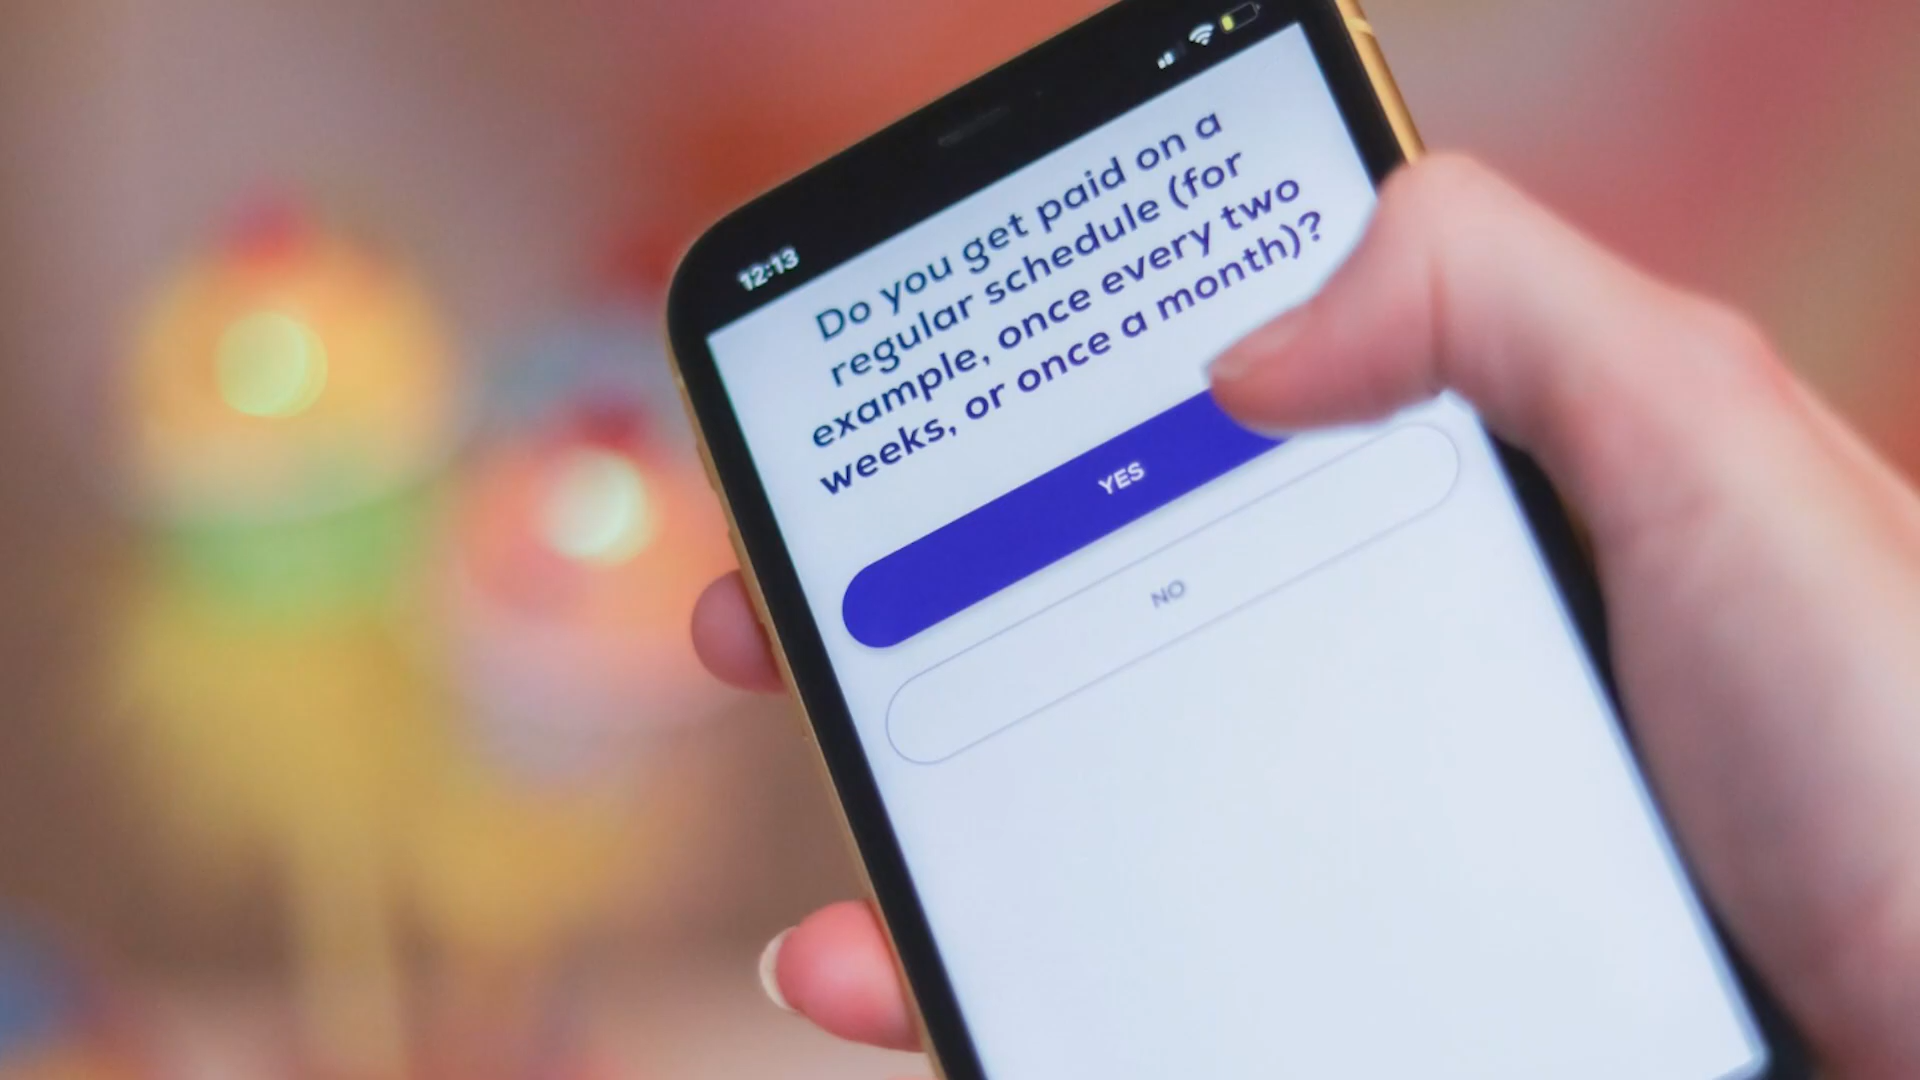 12:13
Do you get paid on a
regular schedule (for
example, once every two
weeks, or once a month)?
YES
NO